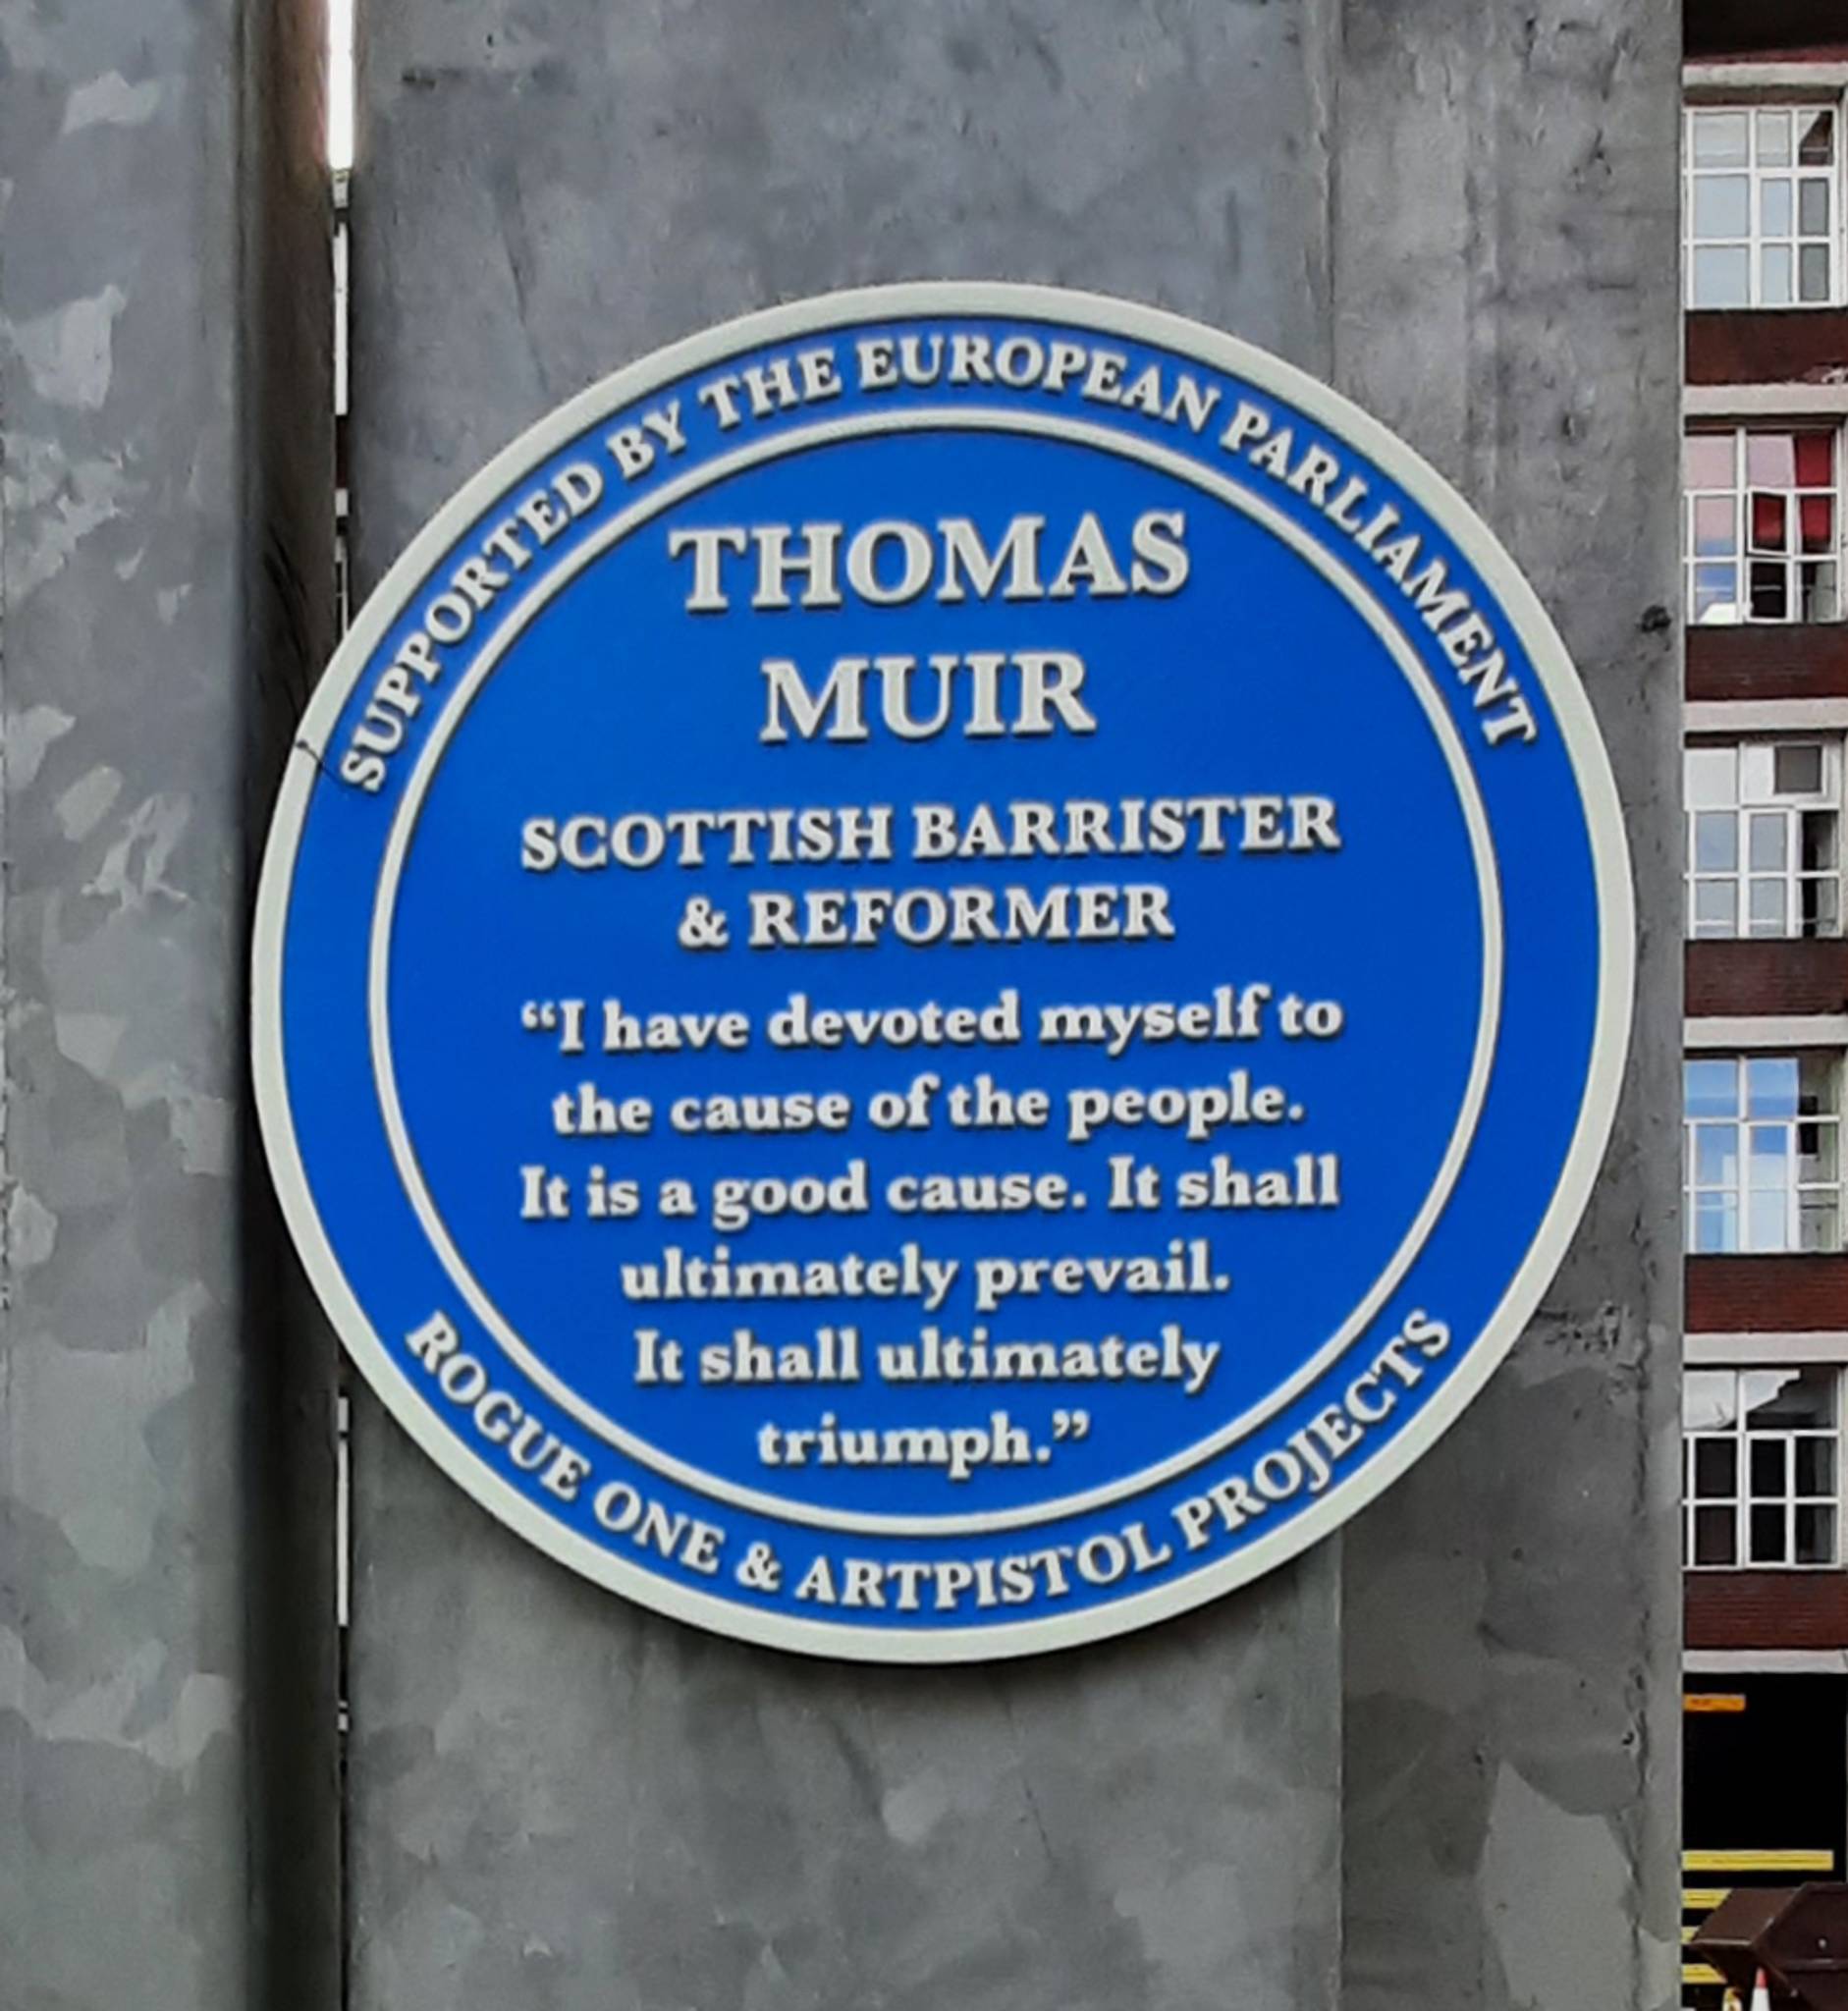 SUPPORTED BY THE EUROPEAN PARLIAMENT
THOMAS
MUIR
SCOTTISH BARRISTER
& REFORMER
“I have devoted myself to
the cause of the people.
It is a good cause. It shall
ultimately prevail.
It shall ultimately
triumph.”
ROGUE ONE & ARTPISTOL PROJECTS